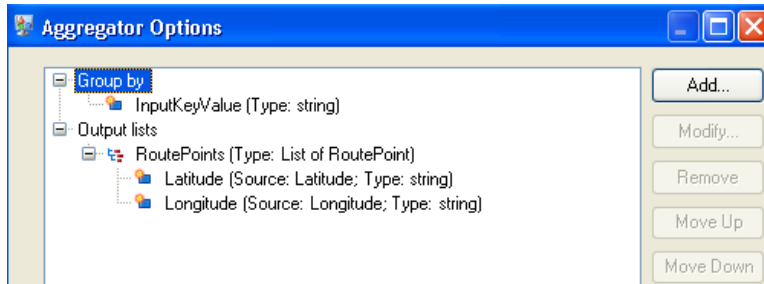 Aggregator Options
Group by
InputKeyValue (Type: string)
Output lists
RoutePoints (Type: List of RoutePoint)
Latitude (Source: Latitude; Type: string)
Longitude (Source: Longitude; Type: string)
Add...
Modify...
Remove
Move Up
Move Down